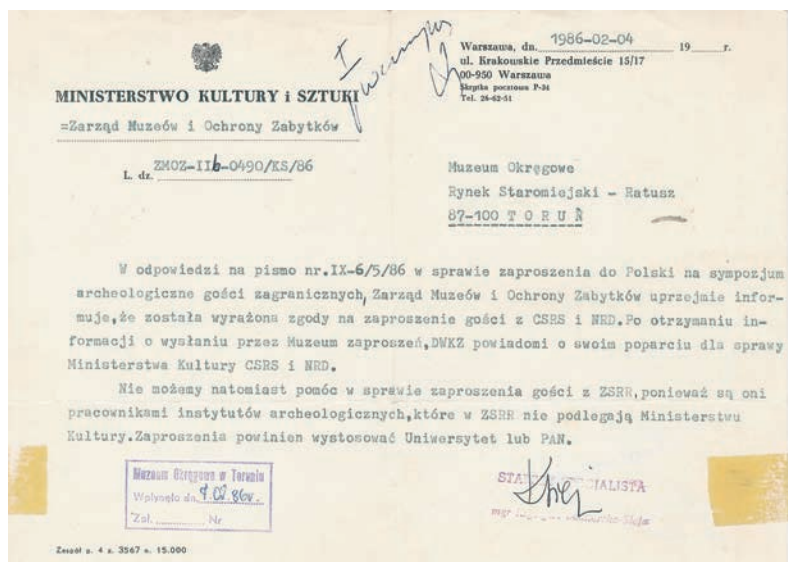 Warszawa, dn. 1986-02-04 19 r.
ul. Krakowskie Przedmieście 15/17
00-950 Warszawa
Skrytka pocztowa P-34
Tel. 26-62-51
MINISTERSTWO KULTURY i SZTUKI
=Zarząd Muzeów i Ochrony Zabytków
L. dz. ZMOZ-IIb-0490/KS/86
Muzeum Okręgowe
Rynek Staromiejski - Ratusz
87-100 T O R U Ń
W odpowiedzi na pismo nr.IX-6/5/86 w sprawie zaproszenia do Polski na sympozjum
archeologiczne gości zagranicznych, Zarząd Muzeów i Ochrony Zabytków uprzejmie infor-
muje,że została wyrażona zgody na zaproszenie gości z CSRS i NRD.Po otrzymaniu in-
formacji o wysłaniu przez Muzeum zaproszeń,DWKZ powiadomi o swoim poparciu dla sprawy
Ministerstwa Kultury CSRS i NRD.
Nie możemy natomiast pomóc w sprawie zaproszenia gości z ZSRR,ponieważ są oni
pracownikami instytutów archeologicznych,które w ZSRR nie podlegają Ministerstwu
Kultury.Zaproszenia powinien wystosować Uniwersytet lub PAN.
Muzeum Okręgowe w Toruniu
Wpłynęło dn.
Zał. Nr
mgr
Zespół p. 4 z. 3567 n. 15.000